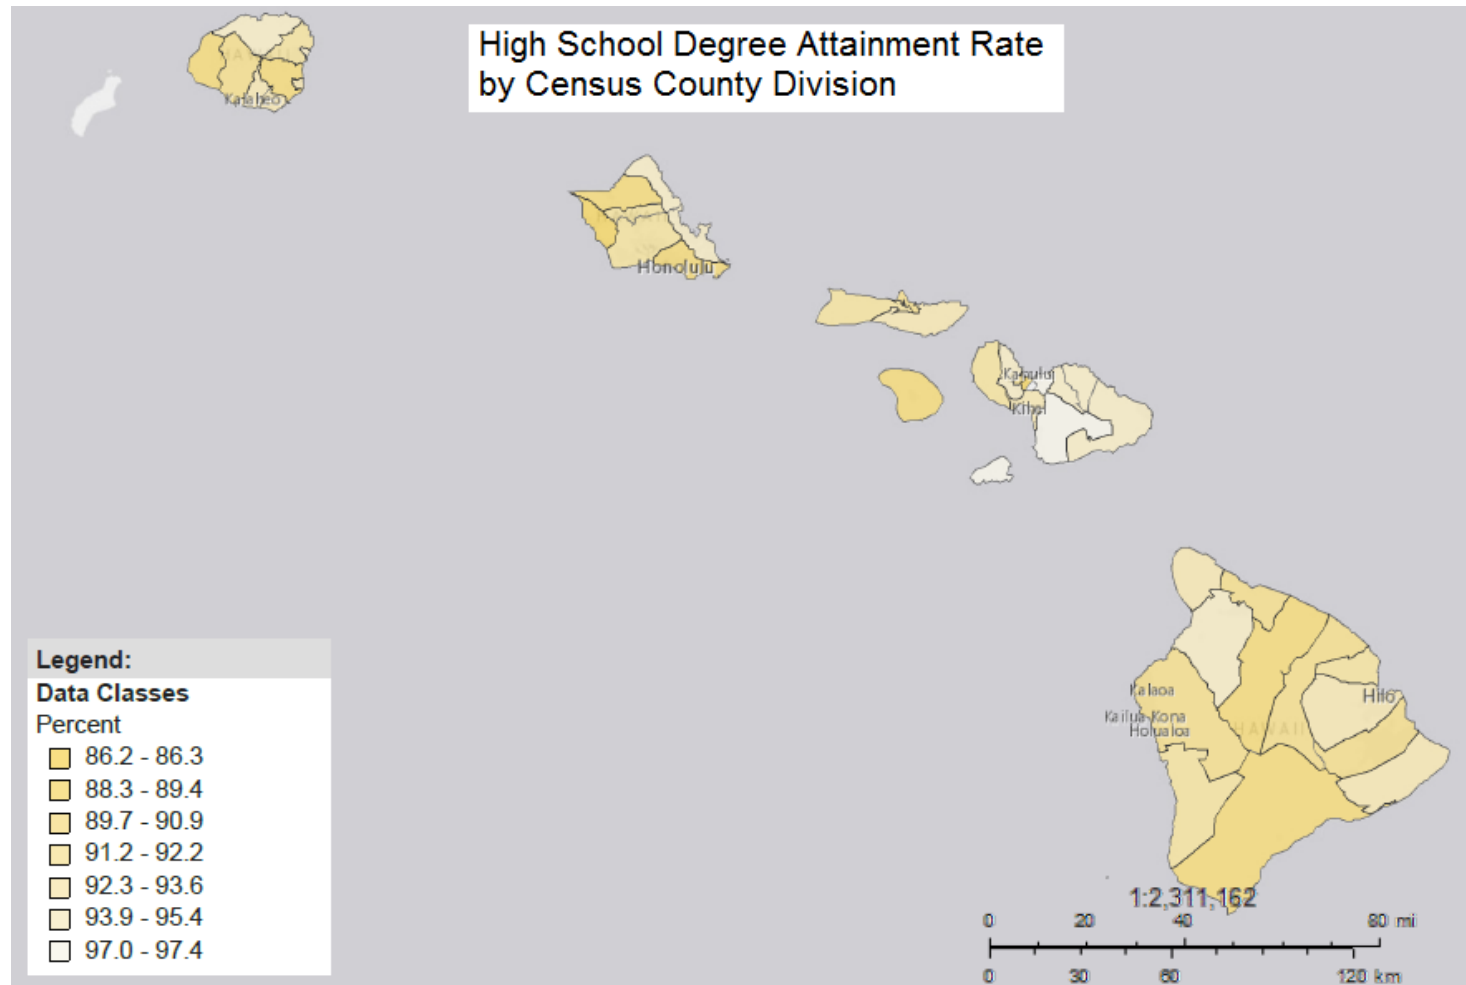 High School Degree Attainment Rate
by Census County Division
HAWAII
Kalaheo
Honolulu
Kahului
Kihei
Kalaoa
Kailua-Kona
Holualoa
HAWAII
Hilo
Legend:
Data Classes
Percent
86.2 - 86.3
88.3 - 89.4
89.7 - 90.9
91.2 - 92.2
92.3 - 93.6
93.9 - 95.4
97.0 - 97.4
1:2,311,162
0 20 40 80 mi
0 30 60 120 km